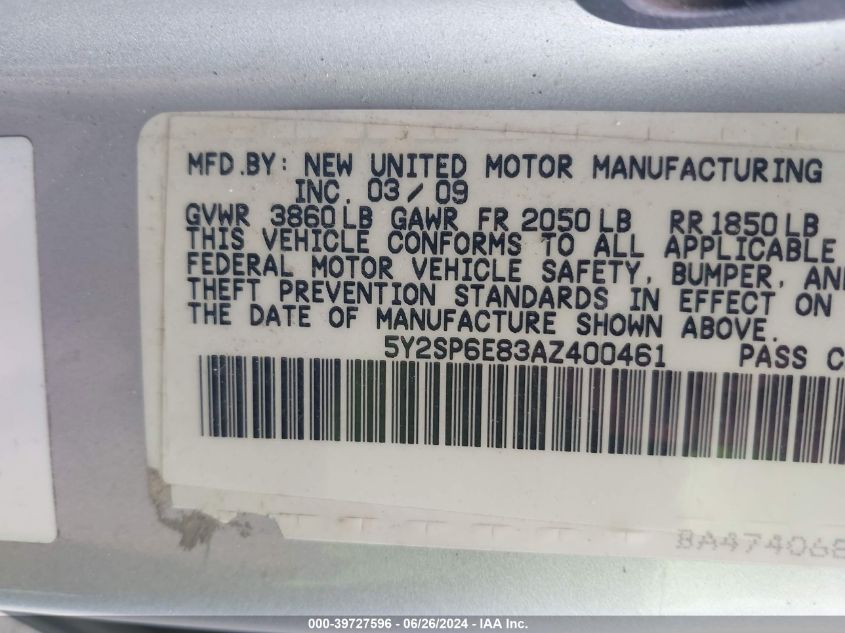 MFD.BY: NEW UNITED MOTOR MANUFACTURING
INC. 03/09
GVWR 3860LB GAWR FR 2050LB RR1850LB
THIS VEHICLE CONFORMS TO ALL APPLICABLE
FEDERAL MOTOR VEHICLE SAFETY, BUMPER, AN
THEFT PREVENTION STANDARDS IN EFFECT ON
THE DATE OF MANUFACTURE SHOWN ABOVE.
5Y2SP6E83AZ400461 PASS C
BA474068
000-39727596 - 06/26/2024 - IAA Inc.